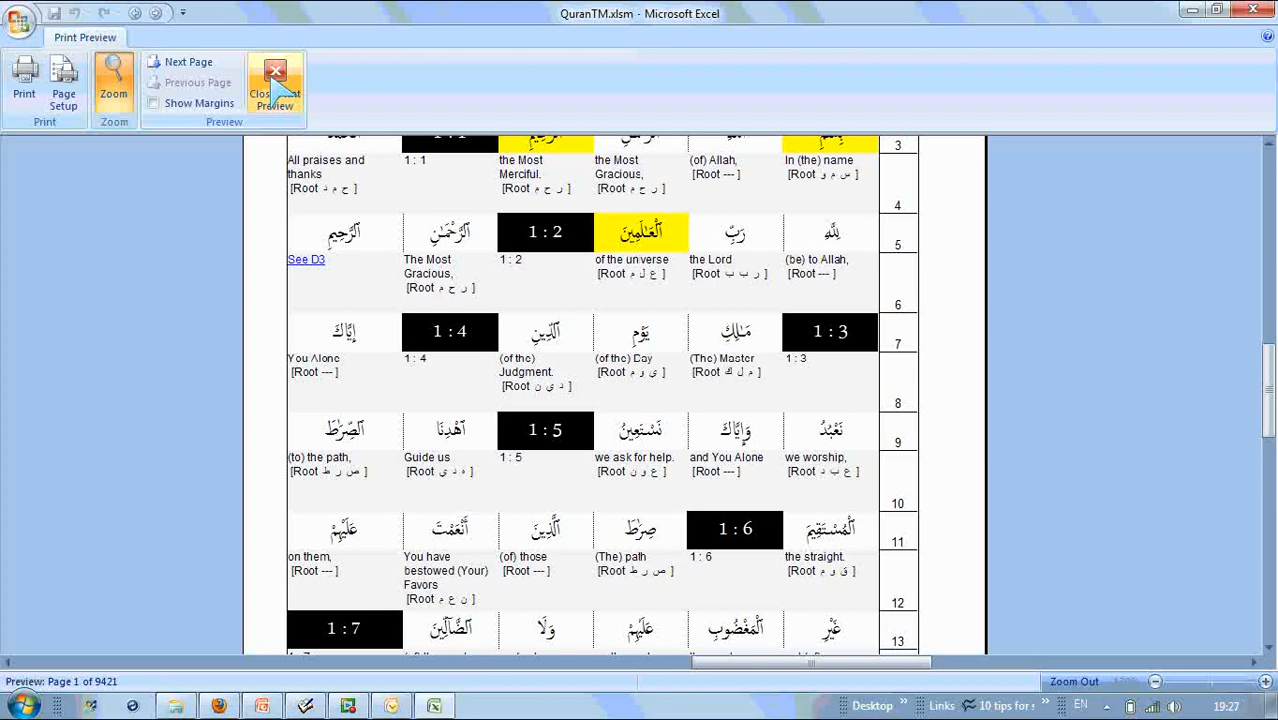 QuranTM.xlsm - Microsoft Excel
Print Preview
Print
Page Setup
Zoom
Next Page
Previous Page
Show Margins
Preview
Print
Zoom
Preview
3
All praises and thanks
[Root ح م د ]
1 : 1
the Most Merciful.
[Root ر ح م ]
the Most Gracious,
[Root ر ح م ]
(of) Allah,
[Root --- ]
In (the) name
[Root س م و ]
4
ٱلرَّحِيمِ ٱلرَّحْمَـٰنِ 1 : 2 ٱلْعَـٰلَمِينَ رَبِّ لِلَّهِ
5
See D3
The Most Gracious,
[Root ر ح م ]
1 : 2
of the universe
[Root ع ل م ]
the Lord
[Root ر ب ب ]
(be) to Allah,
[Root --- ]
6
إِيَّاكَ 1 : 4 ٱلدِّينِ يَوْمِ مَـٰلِكِ 1 : 3
7
You Alone
[Root --- ]
1 : 4
(of the) Judgment.
[Root د ي ن ]
(of the) Day
[Root ي و م ]
(The) Master
[Root م ل ك ]
1 : 3
8
ٱلصِّرَٰطَ ٱهْدِنَا 1 : 5 نَسْتَعِينُ وَإِيَّاكَ نَعْبُدُ
9
(to) the path,
[Root ص ر ط ]
Guide us
[Root ه د ي ]
1 : 5
we ask for help.
[Root ع و ن ]
and You Alone
[Root --- ]
we worship,
[Root ع ب د ]
10
عَلَيْهِمْ أَنْعَمْتَ ٱلَّذِينَ صِرَٰطَ 1 : 6 ٱلْمُسْتَقِيمَ
11
on them,
[Root --- ]
You have bestowed (Your) Favors
[Root ن ع م ]
(of) those
[Root --- ]
(The) path
[Root ص ر ط ]
1 : 6
the straight.
[Root ق و م ]
12
1 : 7 ٱلضَّآلِّينَ وَلَا عَلَيْهِمْ ٱلْمَغْضُوبِ غَيْرِ
13
Preview: Page 1 of 9421
Zoom Out
Desktop
Links
10 tips for
EN
19:27